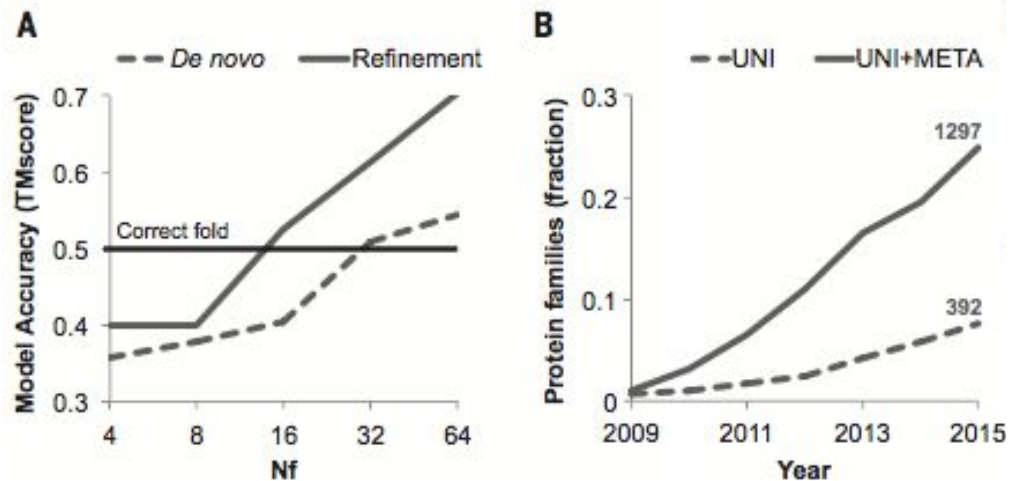 A
De novo
Refinement
Model Accuracy (TMscore)
0.7
0.6
0.5
0.4
0.3
Correct fold
4 8 16 32 64
Nf
B
UNI
UNI+META
Protein families (fraction)
0.3
0.2
0.1
0
1297
392
2009 2011 2013 2015
Year